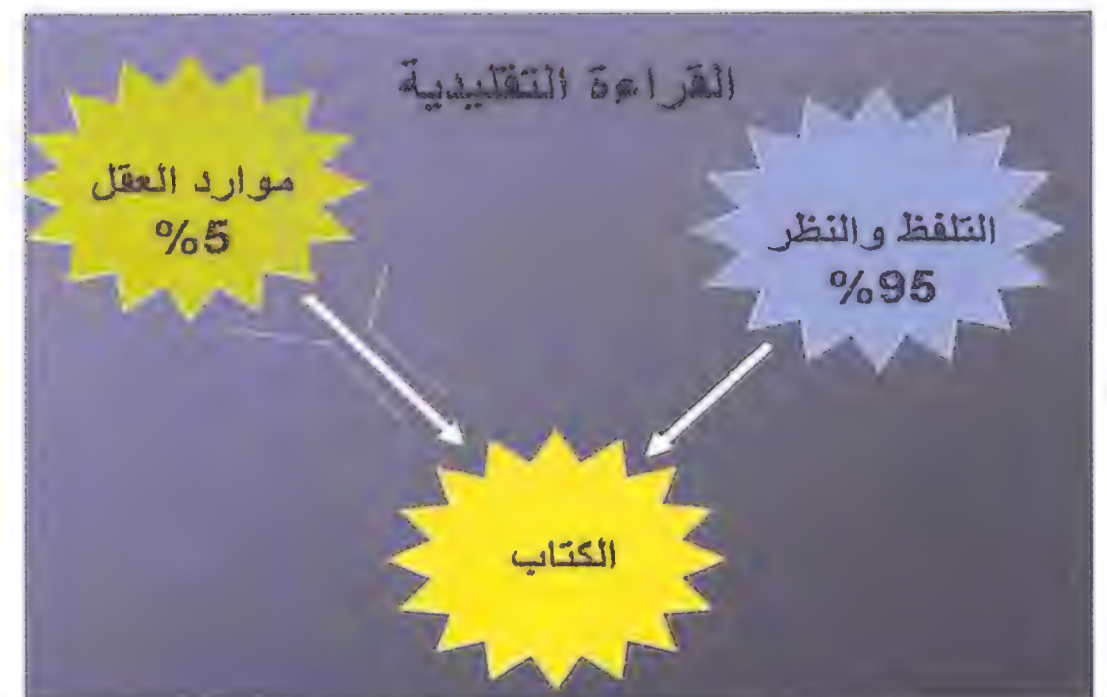 القراءة التقليدية
التلفظ والنظر
%95
موارد العقل
%5
الكتاب